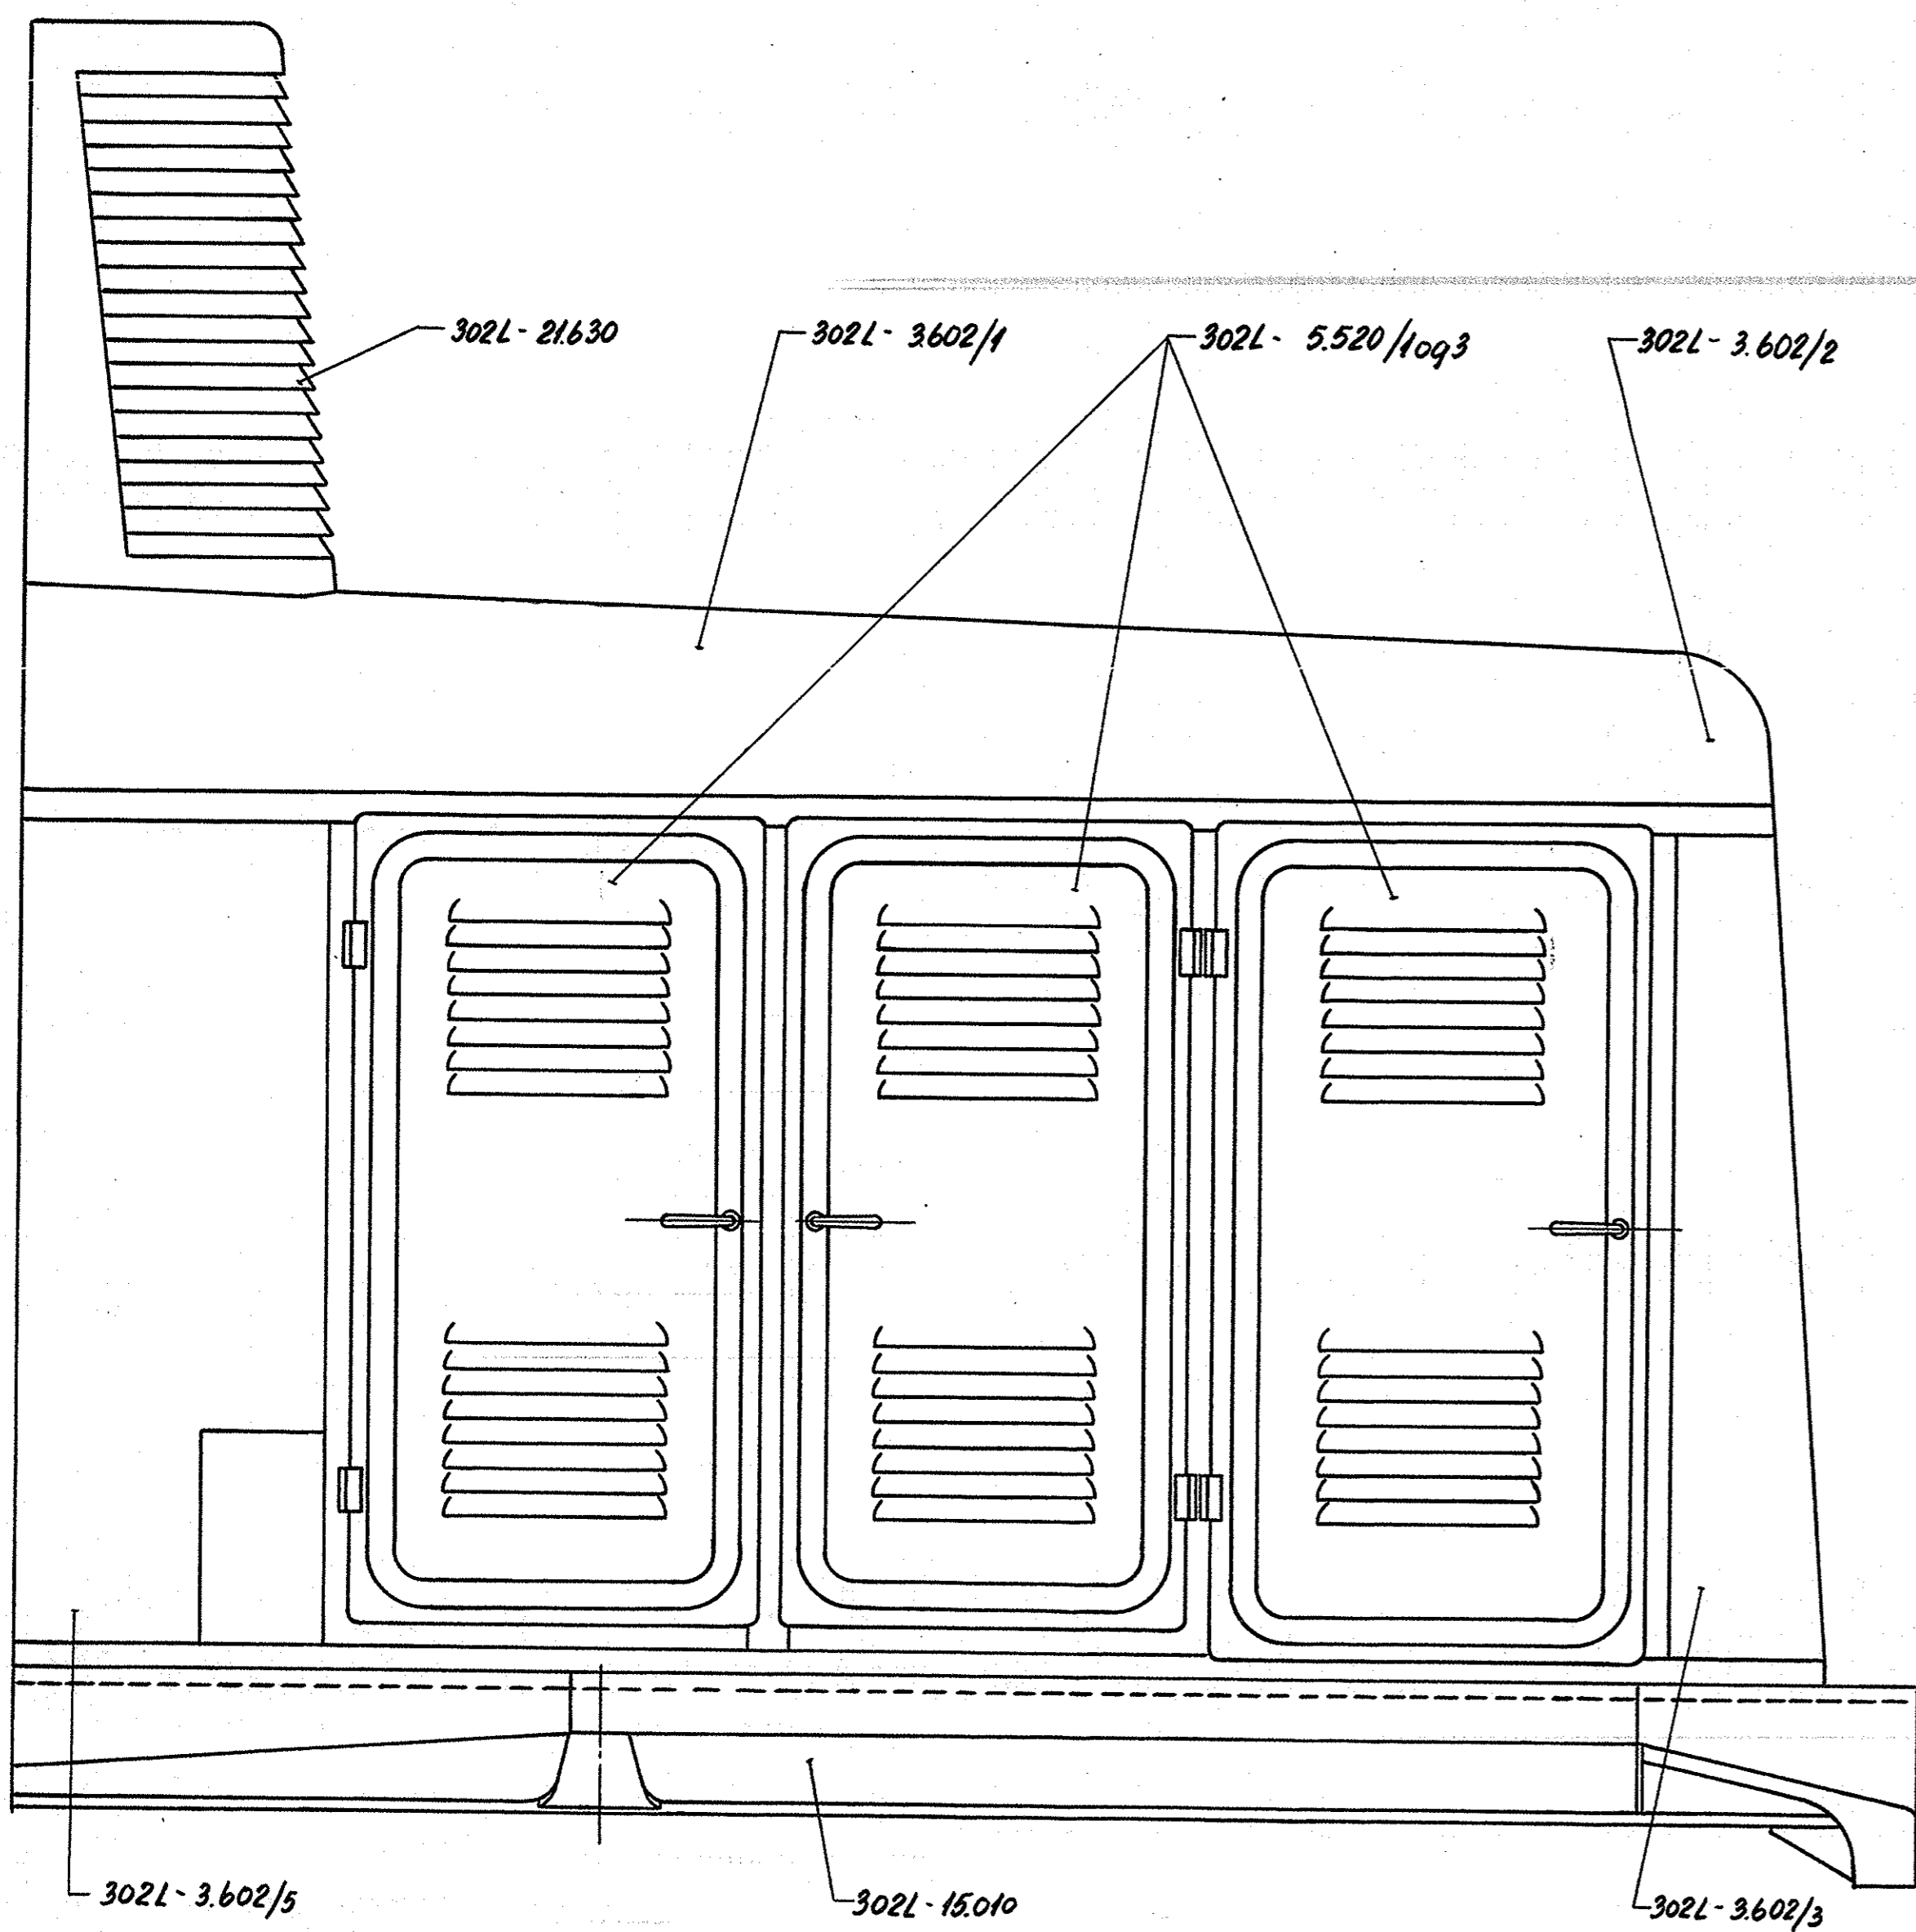 302L - 21.630
302L - 3.602/1
302L - 5.520/1og3
302L - 3.602/2
302L - 3.602/5
302L - 15.010
302L - 3.602/3